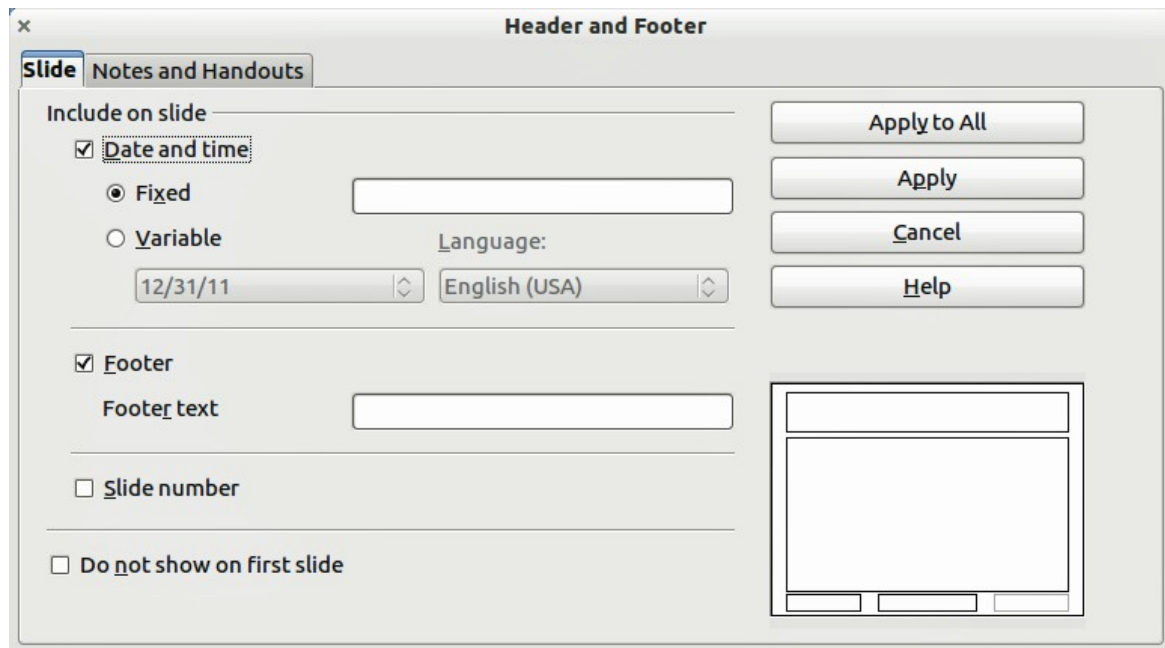 Header and Footer
Slide
Notes and Handouts
Include on slide
Date and time
Fixed
Variable
Language:
12/31/11
English (USA)
Footer
Footer text
Slide number
Do not show on first slide
Apply to All
Apply
Cancel
Help